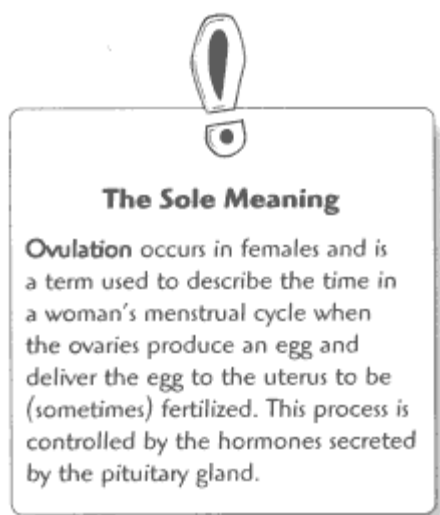 The Sole Meaning
Ovulation occurs in females and is
a term used to describe the time in
a woman's menstrual cycle when
the ovaries produce an egg and
deliver the egg to the uterus to be
(sometimes) fertilized. This process is
controlled by the hormones secreted
by the pituitary gland.